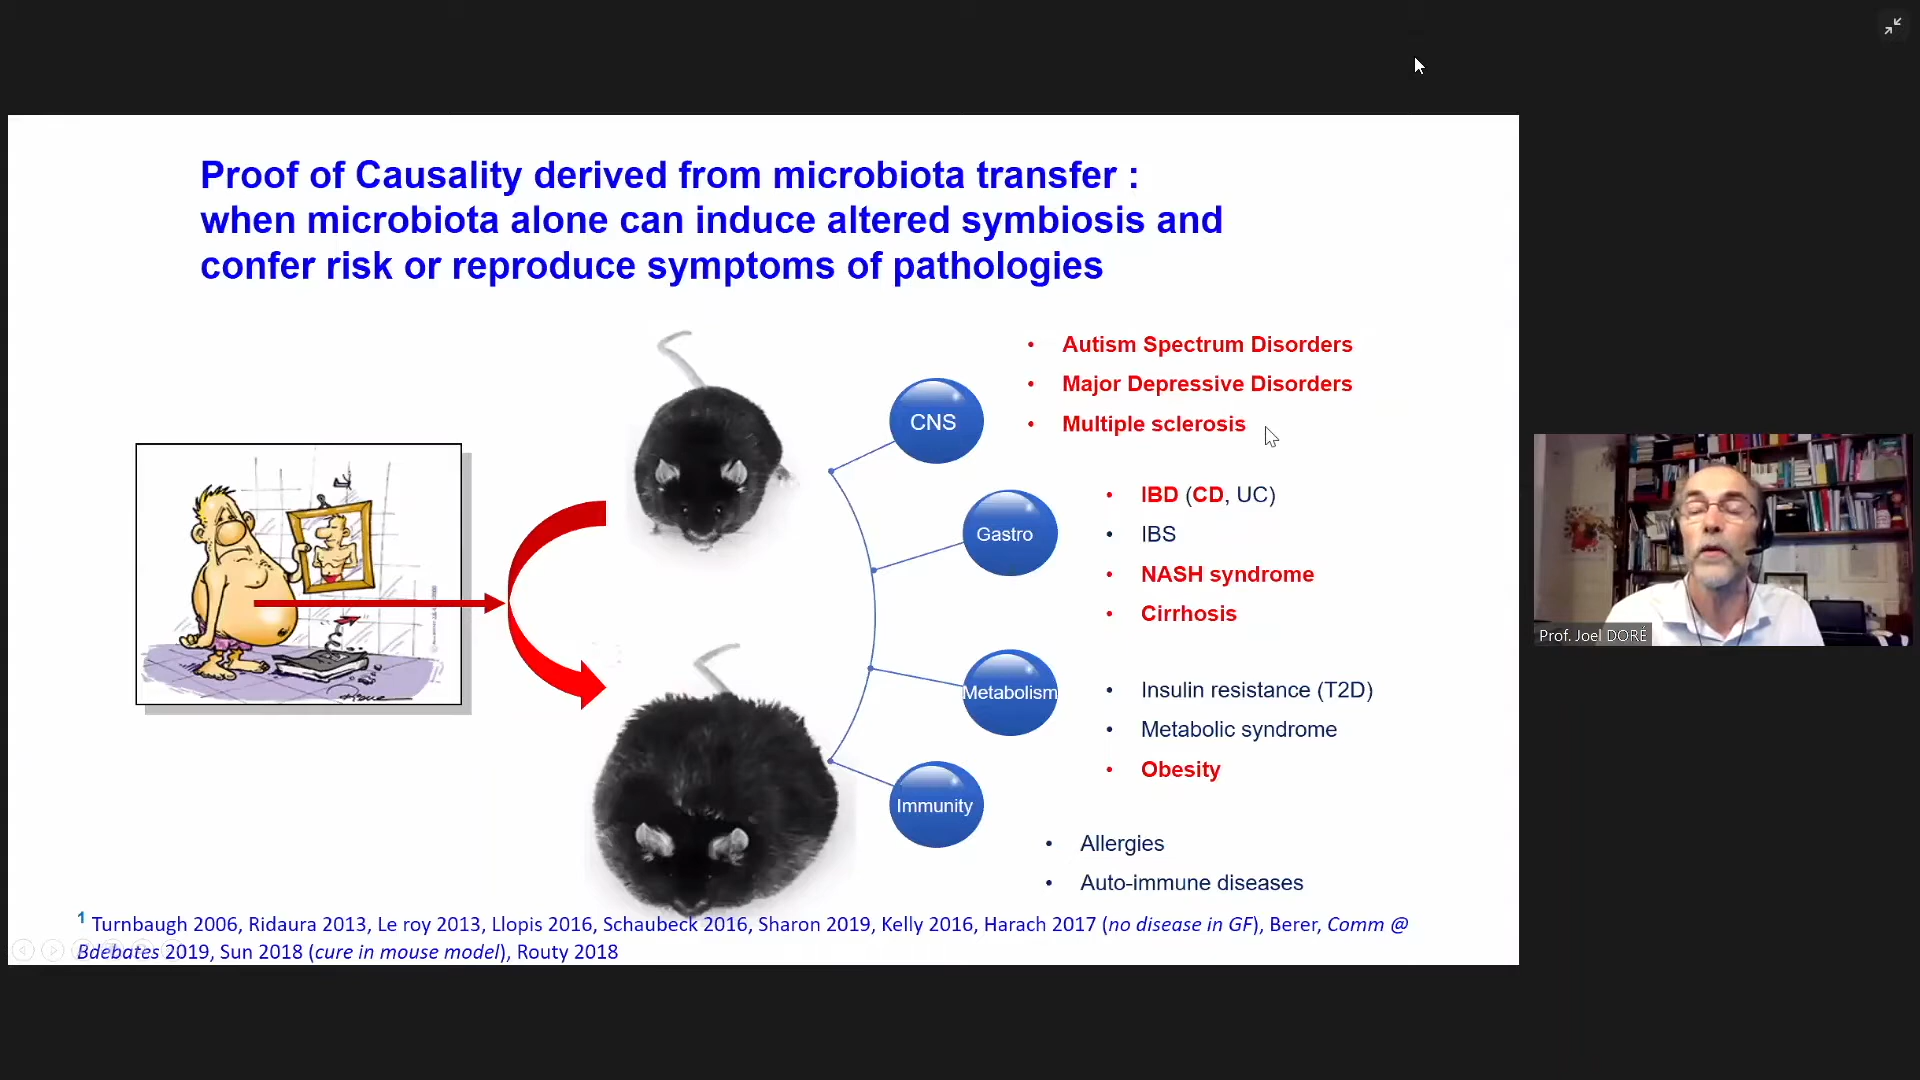 Proof of Causality derived from microbiota transfer :
when microbiota alone can induce altered symbiosis and
confer risk or reproduce symptoms of pathologies
CNS
• Autism Spectrum Disorders
• Major Depressive Disorders
• Multiple sclerosis
Gastro
• IBD (CD, UC)
• IBS
• NASH syndrome
• Cirrhosis
Metabolism
• Insulin resistance (T2D)
• Metabolic syndrome
• Obesity
Immunity
• Allergies
• Auto-immune diseases
1 Turnbaugh 2006, Ridaura 2013, Le roy 2013, Llopis 2016, Schaubeck 2016, Sharon 2019, Kelly 2016, Harach 2017 (no disease in GF), Berer, Comm @
Bdebates 2019, Sun 2018 (cure in mouse model), Routy 2018
Prof. Joel DORÉ